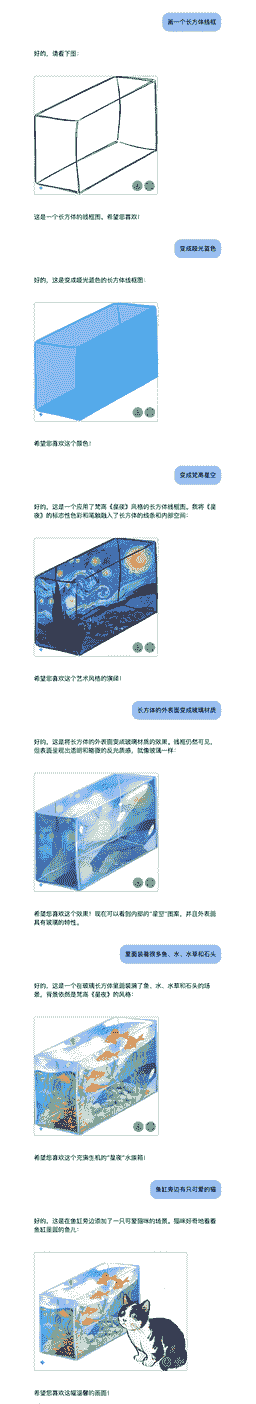 画一个长方体线框
好的，请看下图：
这是一个长方体的线框图。希望您喜欢！
变成哑光蓝色
好的，这是变成哑光蓝色的长方体线框图：
希望您喜欢这个颜色！
变成梵高星空
好的，这是一个应用了梵高《星夜》风格的长方体线框图。我将《星
夜》的标志性色彩和笔触融入了长方体的线条和内部空间：
希望您喜欢这个艺术风格的演绎！
长方体的外表面变成玻璃材质
好的，这是将长方体的外表面变成玻璃材质的效果。线框仍然可见，
但表面呈现出透明和略微的反光质感，就像玻璃一样：
希望您喜欢这个效果！现在可以看到内部的“星空”图案，并且外表面
具有玻璃的特性。
里面装着很多鱼、水、水草和石头
好的，这是一个在玻璃长方体里面装满了鱼、水、水草和石头的场
景，背景依然是梵高《星夜》的风格：
希望您喜欢这个充满生机的“星夜”水族箱！
鱼缸旁边有只可爱的猫
好的，这是在鱼缸旁边添加了一只可爱猫咪的场景。猫咪好奇地看着
鱼缸里面的鱼儿：
希望您喜欢这幅温馨的画面！